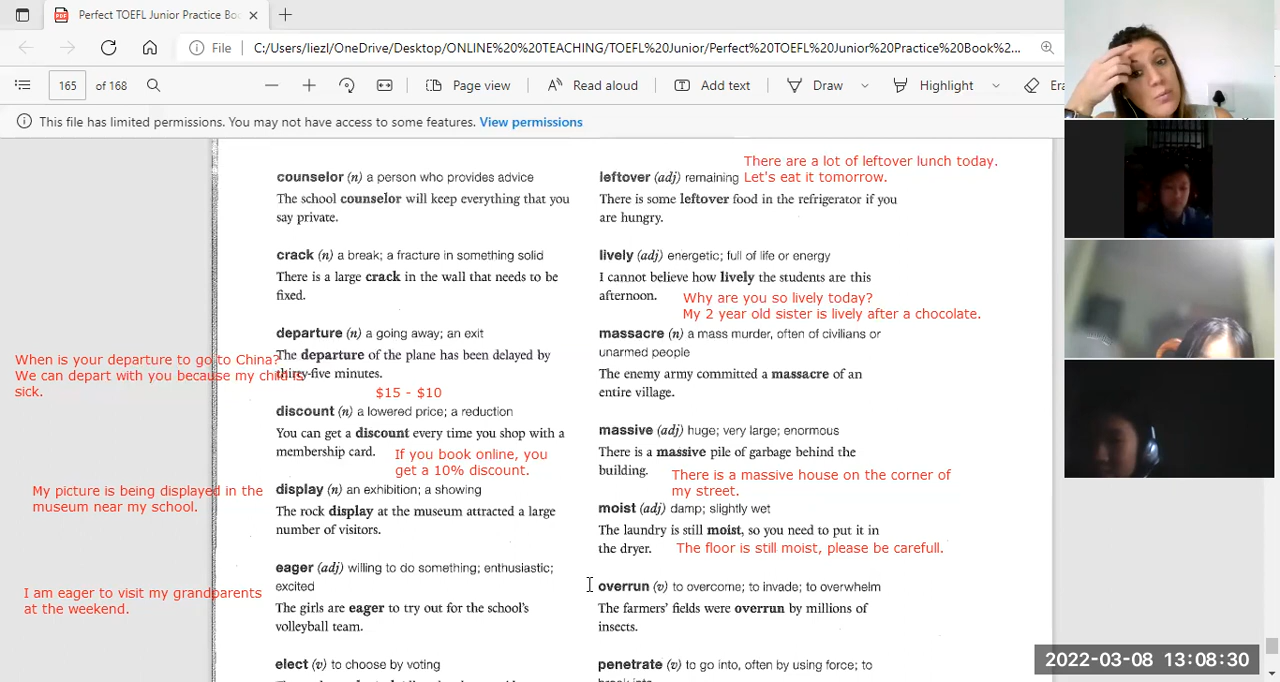 Perfect TOEFL Junior Practice Bo
File
C:/Users/liezl/OneDrive/Desktop/ONLINE%20%20TEACHING/TOEFL%20Junior/Perfect%20TOEFL%20Junior%20Practice%20Book%2...
165 of 168
Page view
Read aloud
Add text
Draw
Highlight
Era
This file has limited permissions. You may not have access to some features. View permissions
counselor (n) a person who provides advice
The school counselor will keep everything that you
say private.
crack (n) a break; a fracture in something solid
There is a large crack in the wall that needs to be
fixed.
departure (n) a going away; an exit
The departure of the plane has been delayed by
thirty-five minutes.
When is your departure to go to China?
We can depart with you because my child is
sick.
$15 - $10
discount (n) a lowered price; a reduction
You can get a discount every time you shop with a
membership card.
If you book online, you
get a 10% discount.
display (n) an exhibition; a showing
The rock display at the museum attracted a large
number of visitors.
My picture is being displayed in the
museum near my school.
eager (adj) willing to do something; enthusiastic;
excited
The girls are eager to try out for the school's
volleyball team.
I am eager to visit my grandparents
at the weekend.
elect (v) to choose by voting
There are a lot of leftover lunch today.
Let's eat it tomorrow.
leftover (adj) remaining
There is some leftover food in the refrigerator if you
are hungry.
lively (adj) energetic; full of life or energy
I cannot believe how lively the students are this
afternoon.
Why are you so lively today?
My 2 year old sister is lively after a chocolate.
massacre (n) a mass murder, often of civilians or
unarmed people
The enemy army committed a massacre of an
entire village.
massive (adj) huge; very large; enormous
There is a massive pile of garbage behind the
building.
There is a massive house on the corner of
my street.
moist (adj) damp; slightly wet
The laundry is still moist, so you need to put it in
the dryer.
The floor is still moist, please be carefull.
overrun (v) to overcome; to invade; to overwhelm
The farmers' fields were overrun by millions of
insects.
penetrate (v) to go into, often by using force; to
2022-03-08 13:08:30